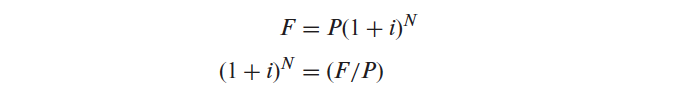 F = P(1 + i)^N
(1 + i)^N = (F/P)